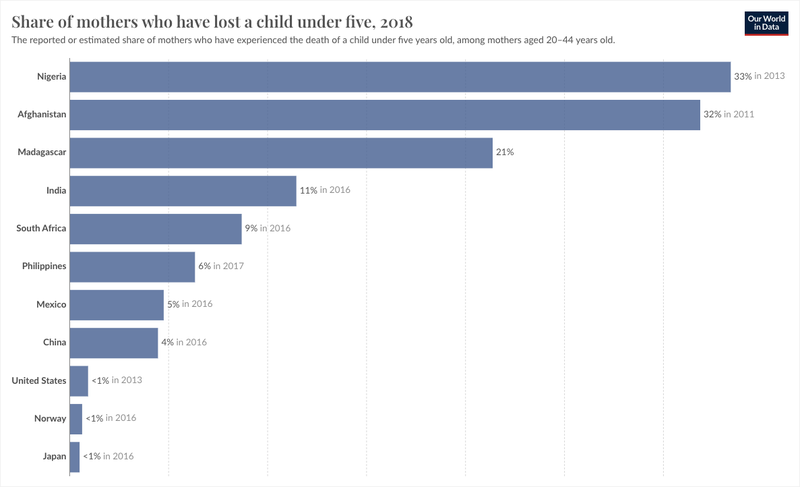 Share of mothers who have lost a child under five, 2018
The reported or estimated share of mothers who have experienced the death of a child under five years old, among mothers aged 20–44 years old.
Our World
in Data
Nigeria 33% in 2013
Afghanistan 32% in 2011
Madagascar 21%
India 11% in 2016
South Africa 9% in 2016
Philippines 6% in 2017
Mexico 5% in 2016
China 4% in 2016
United States <1% in 2013
Norway <1% in 2016
Japan <1% in 2016